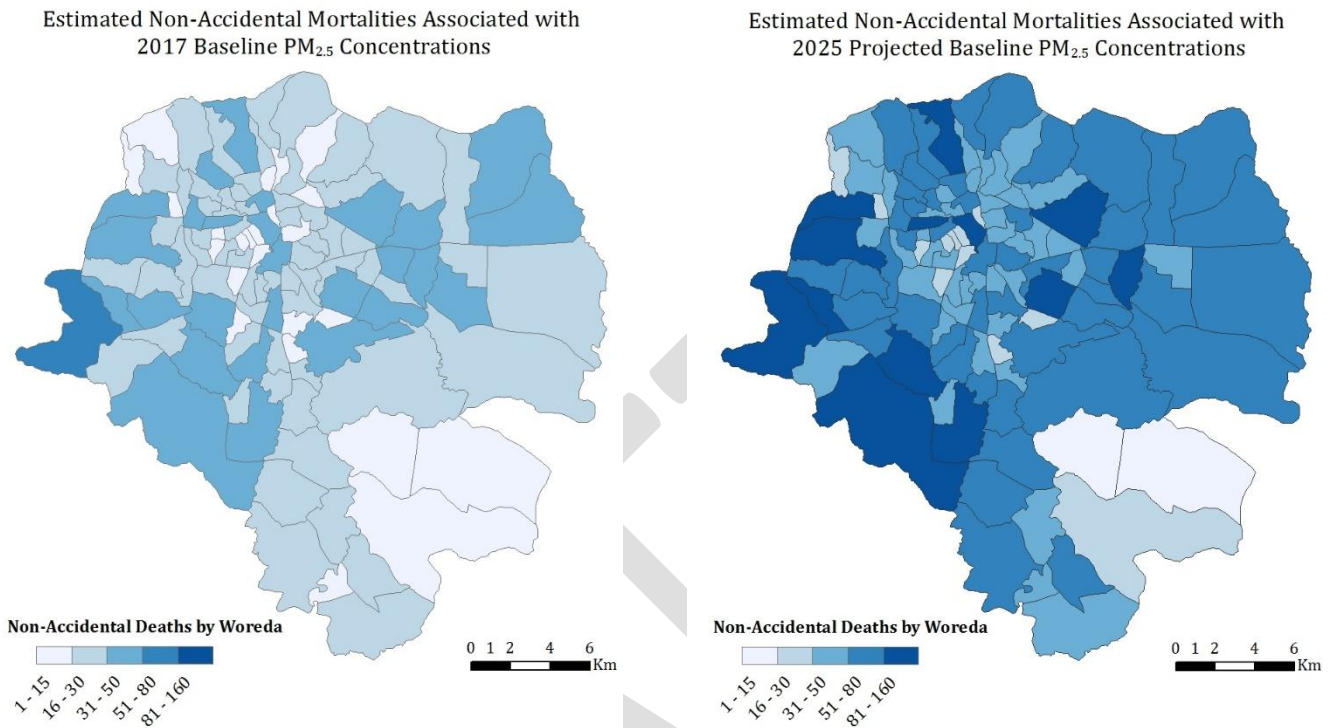 Estimated Non-Accidental Mortalities Associated with
2017 Baseline PM2.5 Concentrations
Non-Accidental Deaths by Woreda
1 - 15
16 - 30
31 - 50
51 - 80
81 - 160
0 1 2 4 6
Km
Estimated Non-Accidental Mortalities Associated with
2025 Projected Baseline PM2.5 Concentrations
Non-Accidental Deaths by Woreda
1 - 15
16 - 30
31 - 50
51 - 80
81 - 160
0 1 2 4 6
Km